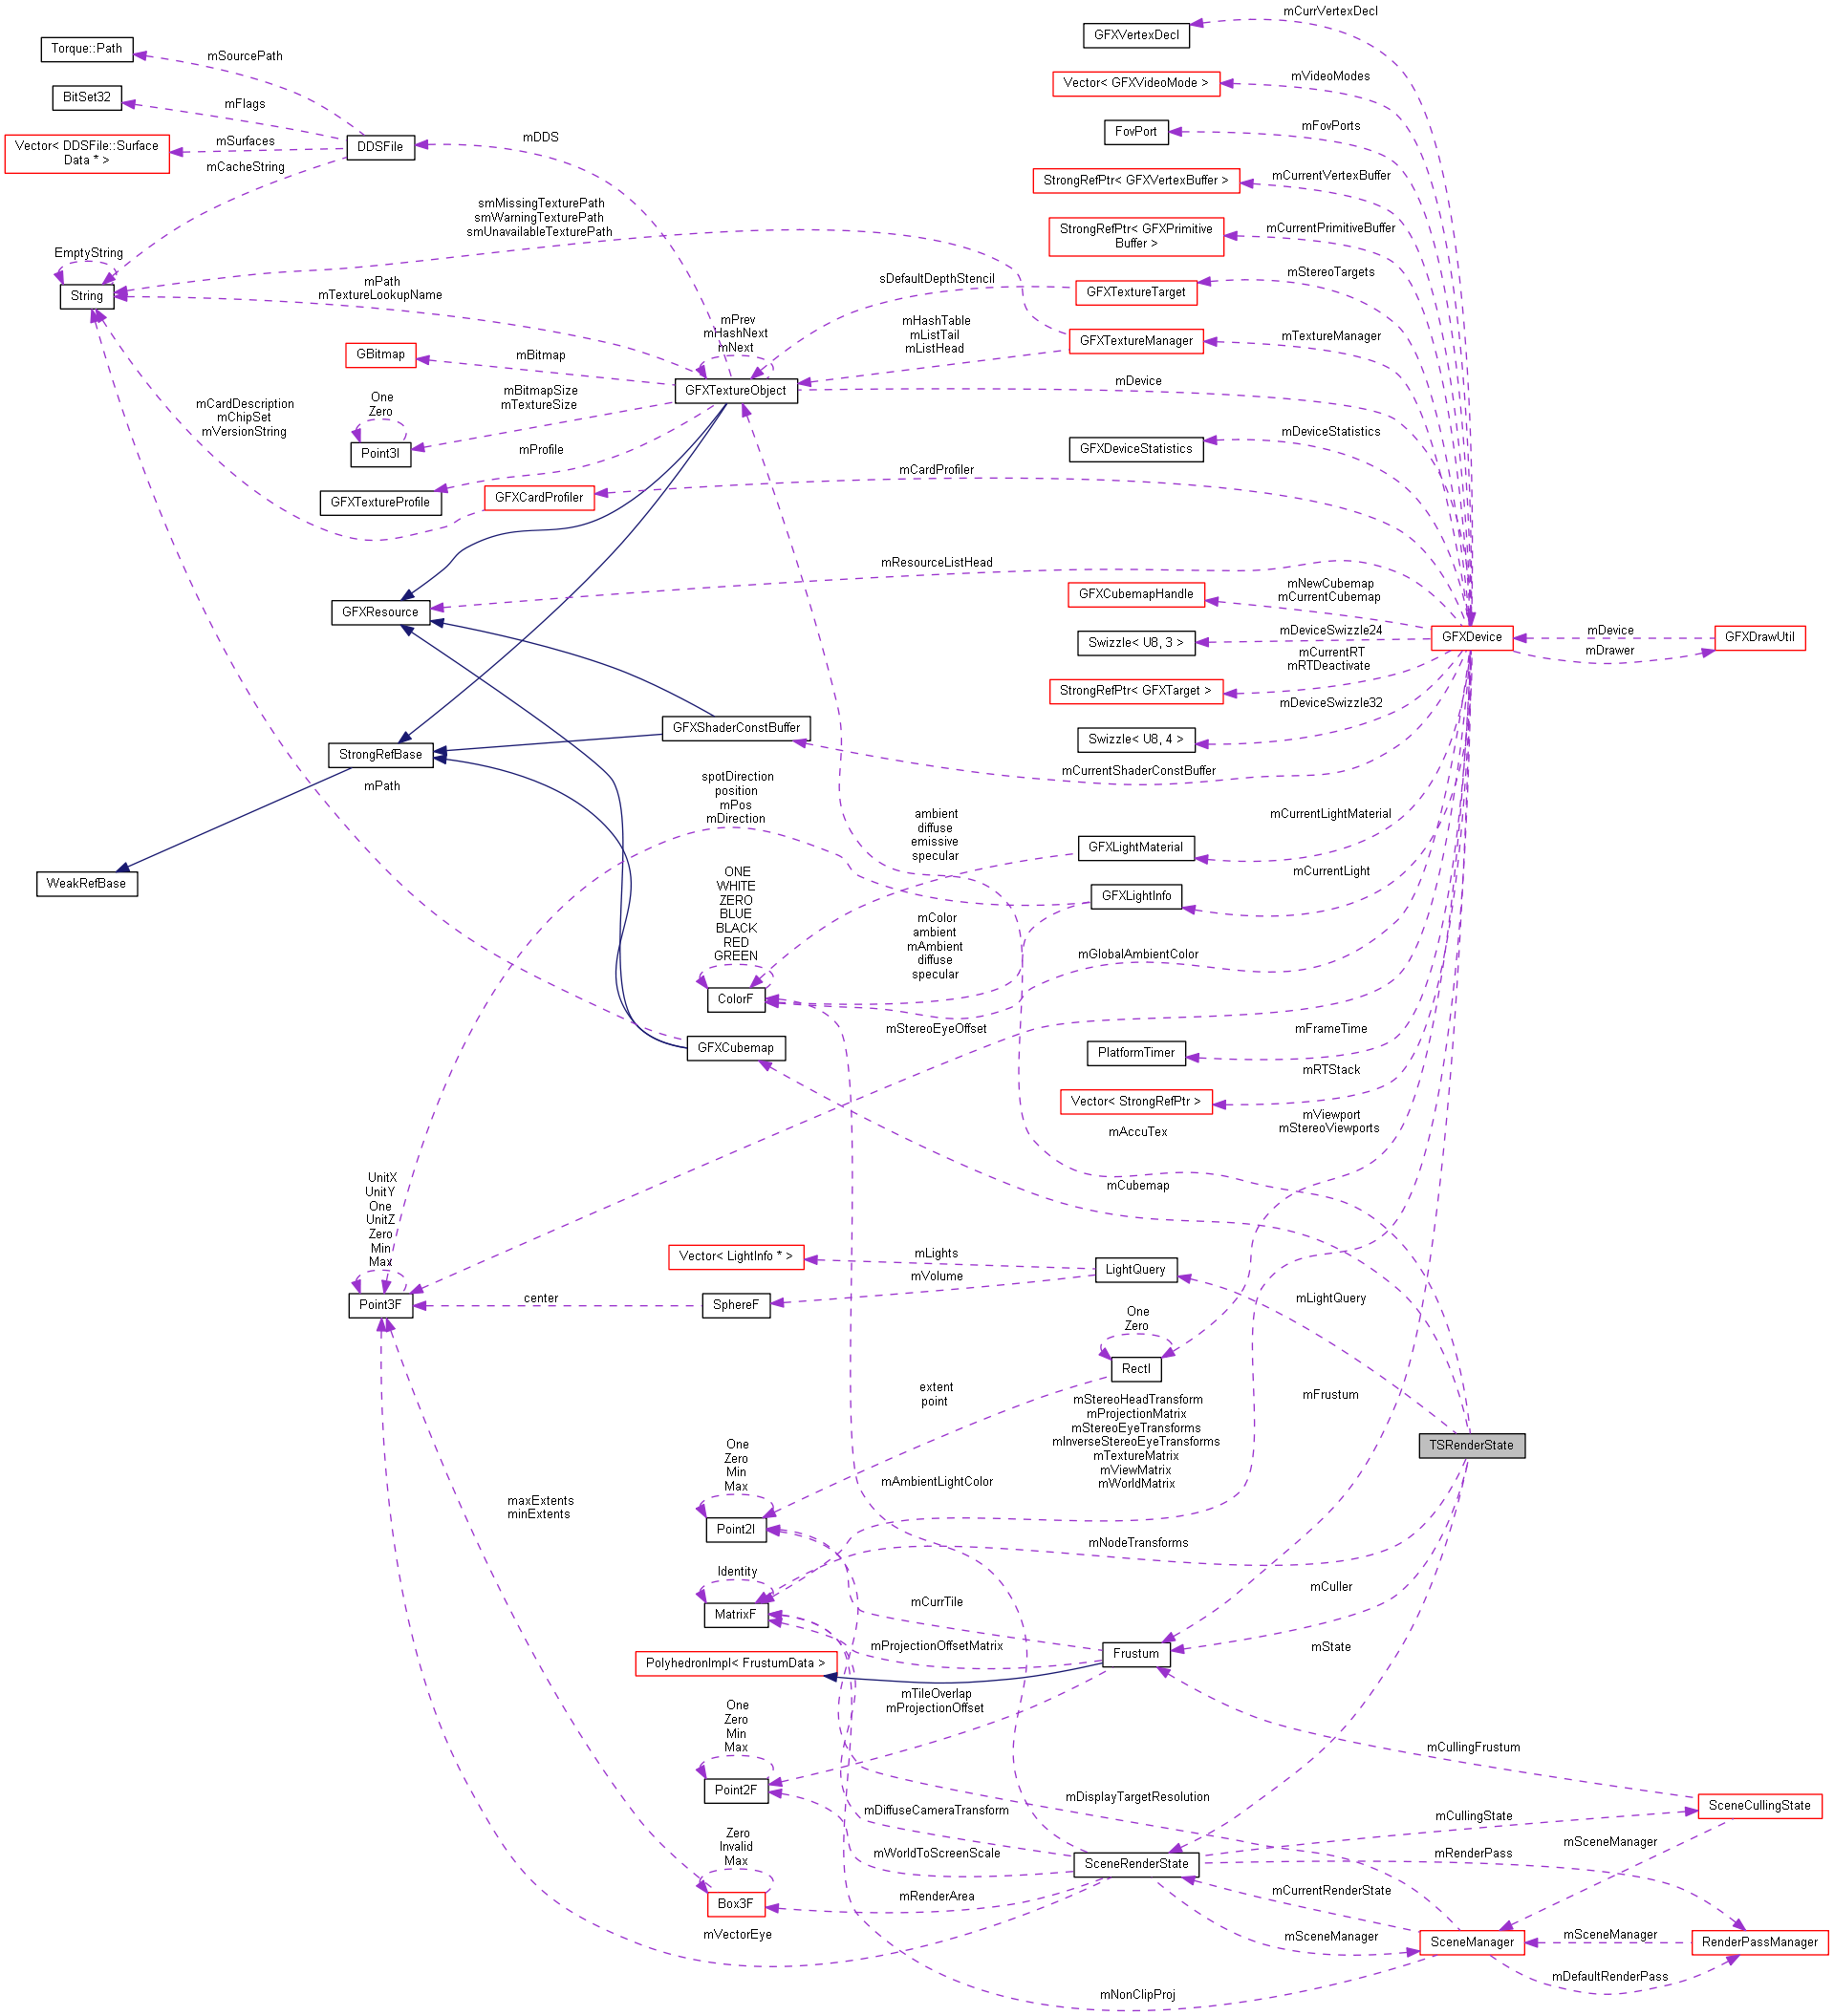 mCurrVertexDecl
GFXVertexDecl
Torque::Path
mSourcePath
mVideoModes
Vector< GFXVideoMode >
BitSet32
mFlags
mFovPorts
FovPort
mDDS
Vector< DDSFile::Surface
Data * >
mSurfaces
DDSFile
mCacheString
mCurrentVertexBuffer
StrongRefPtr< GFXVertexBuffer >
smMissingTexturePath
smWarningTexturePath
smUnavailableTexturePath
StrongRefPtr< GFXPrimitive
Buffer >
mCurrentPrimitiveBuffer
EmptyString
String
mPath
mTextureLookupName
sDefaultDepthStencil
GFXTextureTarget
mStereoTargets
mPrev
mHashNext
mNext
mHashTable
mListTail
mListHead
GFXTextureManager
mTextureManager
GBitmap
mBitmap
GFXTextureObject
mDevice
mBitmapSize
mTextureSize
One
Zero
mCardDescription
mChipSet
mVersionString
Point3I
mProfile
GFXDeviceStatistics
mDeviceStatistics
mCardProfiler
GFXTextureProfile
GFXCardProfiler
mResourceListHead
GFXResource
GFXCubemapHandle
mNewCubemap
mCurrentCubemap
Swizzle< U8, 3 >
mDeviceSwizzle24
GFXDevice
mDevice
mDrawer
GFXDrawUtil
mCurrentRT
mRTDeactivate
StrongRefPtr< GFXTarget >
mDeviceSwizzle32
GFXShaderConstBuffer
Swizzle< U8, 4 >
StrongRefBase
mCurrentShaderConstBuffer
mPath
spotDirection
position
mPos
mDirection
ambient
diffuse
emissive
specular
mCurrentLightMaterial
GFXLightMaterial
WeakRefBase
mCurrentLight
GFXLightInfo
ONE
WHITE
ZERO
BLUE
BLACK
RED
GREEN
mColor
ambient
mAmbient
diffuse
specular
mGlobalAmbientColor
ColorF
mStereoEyeOffset
mFrameTime
GFXCubemap
PlatformTimer
mRTStack
Vector< StrongRefPtr >
mViewport
mStereoViewports
mAccuTex
mCubemap
UnitX
UnitY
One
UnitZ
Zero
Min
Max
Vector< LightInfo * >
mLights
LightQuery
mVolume
Point3F
center
SphereF
mLightQuery
One
Zero
RectI
extent
point
mStereoHeadTransform
mProjectionMatrix
mStereoEyeTransforms
mInverseStereoEyeTransforms
mTextureMatrix
mViewMatrix
mWorldMatrix
mFrustum
TSRenderState
One
Zero
Min
Max
mAmbientLightColor
maxExtents
minExtents
Point2I
mNodeTransforms
Identity
MatrixF
mCurrTile
mCuller
mProjectionOffsetMatrix
Frustum
mState
PolyhedronImpl< FrustumData >
mTileOverlap
mProjectionOffset
One
Zero
Min
Max
mCullingFrustum
Point2F
mDisplayTargetResolution
mDiffuseCameraTransform
mCullingState
SceneCullingState
Zero
Invalid
Max
mWorldToScreenScale
SceneRenderState
mSceneManager
mRenderPass
mRenderArea
mCurrentRenderState
Box3F
mVectorEye
mSceneManager
SceneManager
mSceneManager
RenderPassManager
mDefaultRenderPass
mNonClipProj